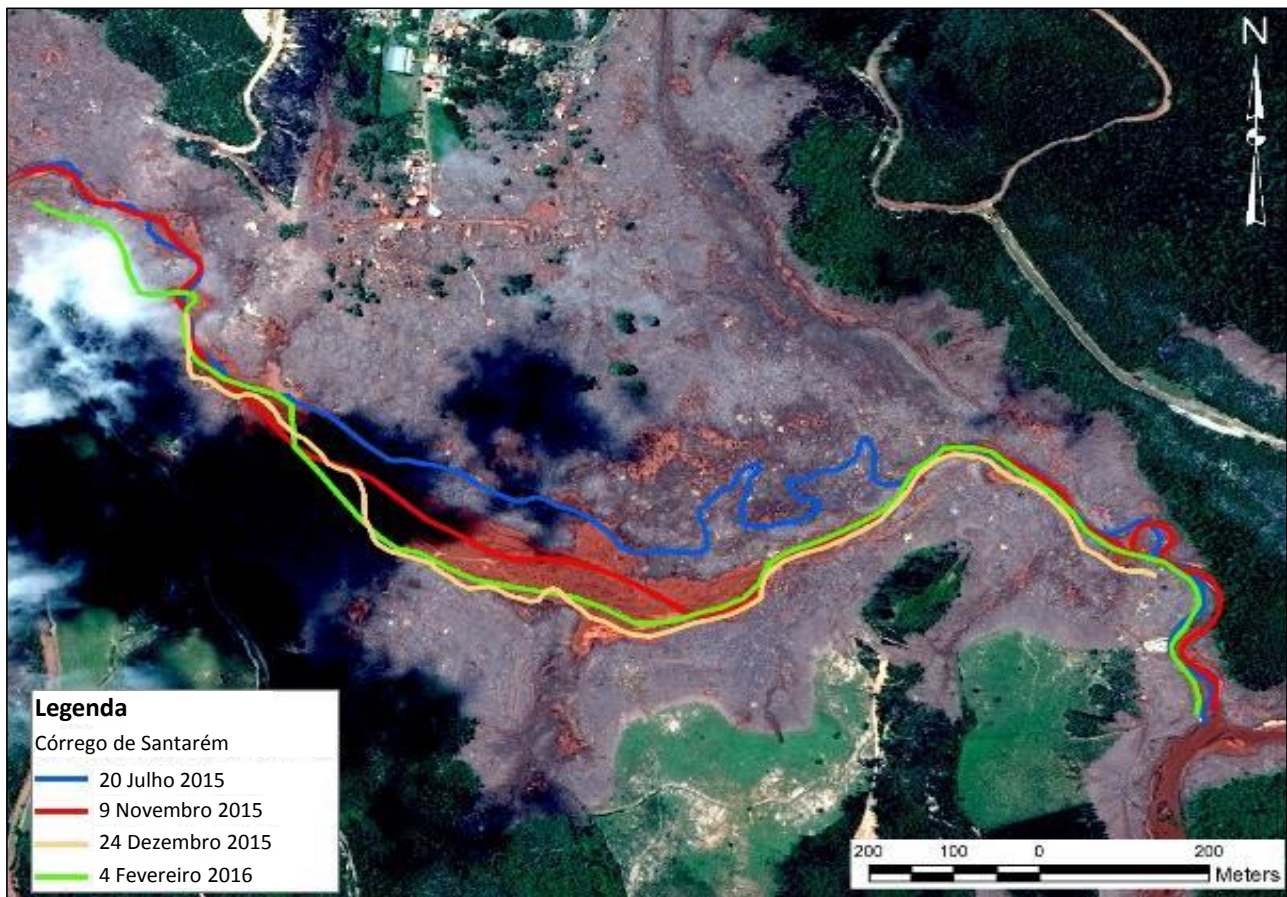 N
Legenda
Córrego de Santarém
20 Julho 2015
9 Novembro 2015
24 Dezembro 2015
4 Fevereiro 2016
200 100 0 200
Meters